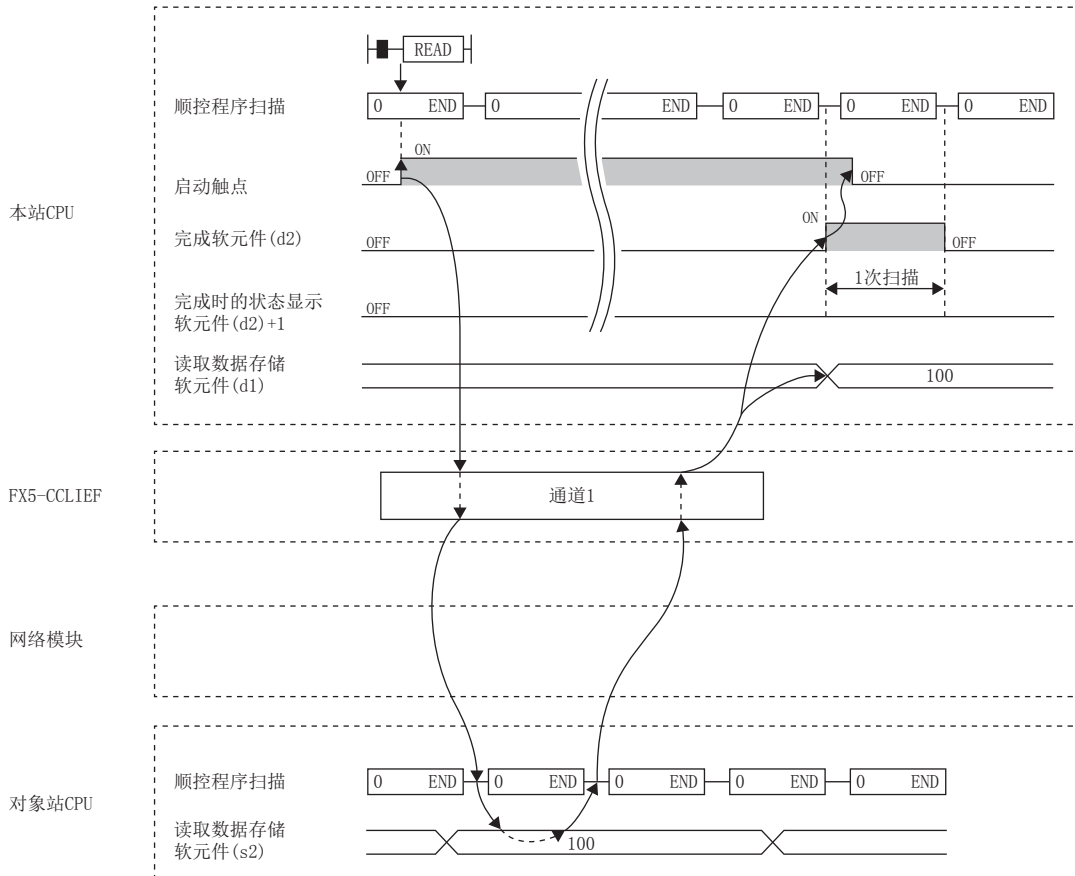 READ
顺控程序扫描 0 END 0 END 0 END 0 END 0 END
ON
启动触点 OFF OFF
本站CPU
ON
完成软元件(d2) OFF OFF
1次扫描
完成时的状态显示
软元件(d2)+1 OFF
读取数据存储
软元件(d1) 100
FX5-CCLIEF 通道1
网络模块
顺控程序扫描 0 END 0 END 0 END 0 END 0 END
对象站CPU
读取数据存储
软元件(s2) 100